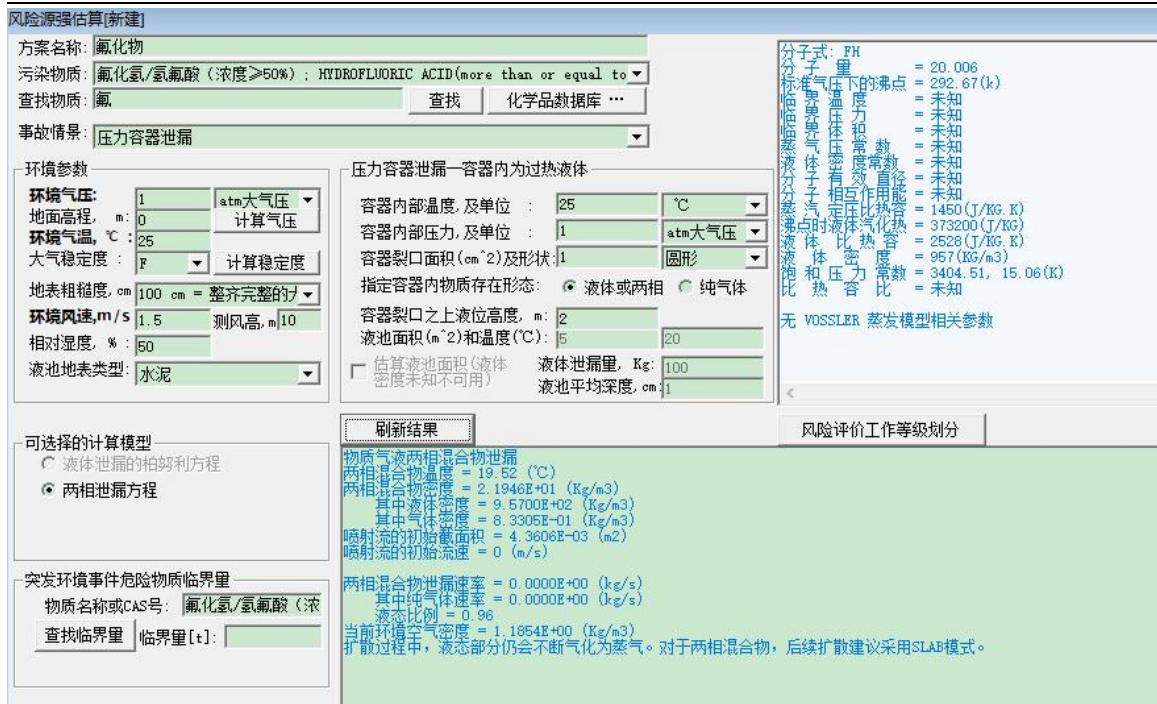 风险源强估算[新建]
方案名称: 氟化物
污染物质: 氟化氢/氢氟酸（浓度≥50%）; HYDROFLUORIC ACID(more than or equal to
查找物质: 氟 查找 化学品数据库 …
事故情景: 压力容器泄漏
环境参数
环境气压: 1 atm大气压
地面高程, m: 0 计算气压
环境气温, ℃: 25
大气稳定度: F 计算稳定度
地表粗糙度, cm 100 cm = 整齐完整的
环境风速,m/s 1.5 测风高,m 10
相对湿度, %: 50
液池地表类型: 水泥
压力容器泄漏—容器内为过热液体
容器内部温度,及单位 : 25 ℃
容器内部压力,及单位 : 1 atm大气压
容器裂口面积(cm^2)及形状: 1 圆形
指定容器内物质存在形态: 液体或两相 纯气体
容器裂口之上液位高度, m: 2
液池面积(m^2)和温度(℃): 5 20
估算液池面积(液体密度未知不可用) 液体泄漏量, Kg: 100
液池平均深度, cm: 1
分子式: FH
分 子 量 = 20.006
标准气压下的沸点 = 292.67(k)
临 界 温 度 = 未知
临 界 压 力 = 未知
临 界 体 积 = 未知
蒸 气 压 常 数 = 未知
液 体 密 度常数 = 未知
分 子 有 效 直径 = 未知
分 子 相互作用能 = 未知
蒸 汽 定压比热容 = 1450(J/KG.K)
沸点时液体汽化热 = 373200(J/KG)
液 体 比 热 容 = 2528(J/KG.K)
液 体 密 度 = 957(KG/m3)
饱 和 压 力 常数 = 3404.51, 15.06(K)
比 热 容 比 = 未知
无 VOSSLER 蒸发模型相关参数
可选择的计算模型
液体泄漏的柏努利方程
两相泄漏方程
刷新结果 风险评价工作等级划分
物质气液两相混合物泄漏
两相混合物温度 = 19.52 (℃)
两相混合物密度 = 2.1946E+01 (Kg/m3)
其中液体密度 = 9.5700E+02 (Kg/m3)
其中气体密度 = 8.3305E-01 (Kg/m3)
喷射流的初始截面积 = 4.3606E-03 (m2)
喷射流的初始流速 = 0 (m/s)
两相混合物泄漏速率 = 0.0000E+00 (kg/s)
其中纯气体速率 = 0.0000E+00 (kg/s)
液态比例 = 0.96
当前环境空气密度 = 1.1854E+00 (Kg/m3)
扩散过程中，液态部分仍会不断气化为蒸气。对于两相混合物，后续扩散建议采用SLAB模式。
突发环境事件危险物质临界量
物质名称或CAS号: 氟化氢/氢氟酸（浓
查找临界量 临界量[t]: